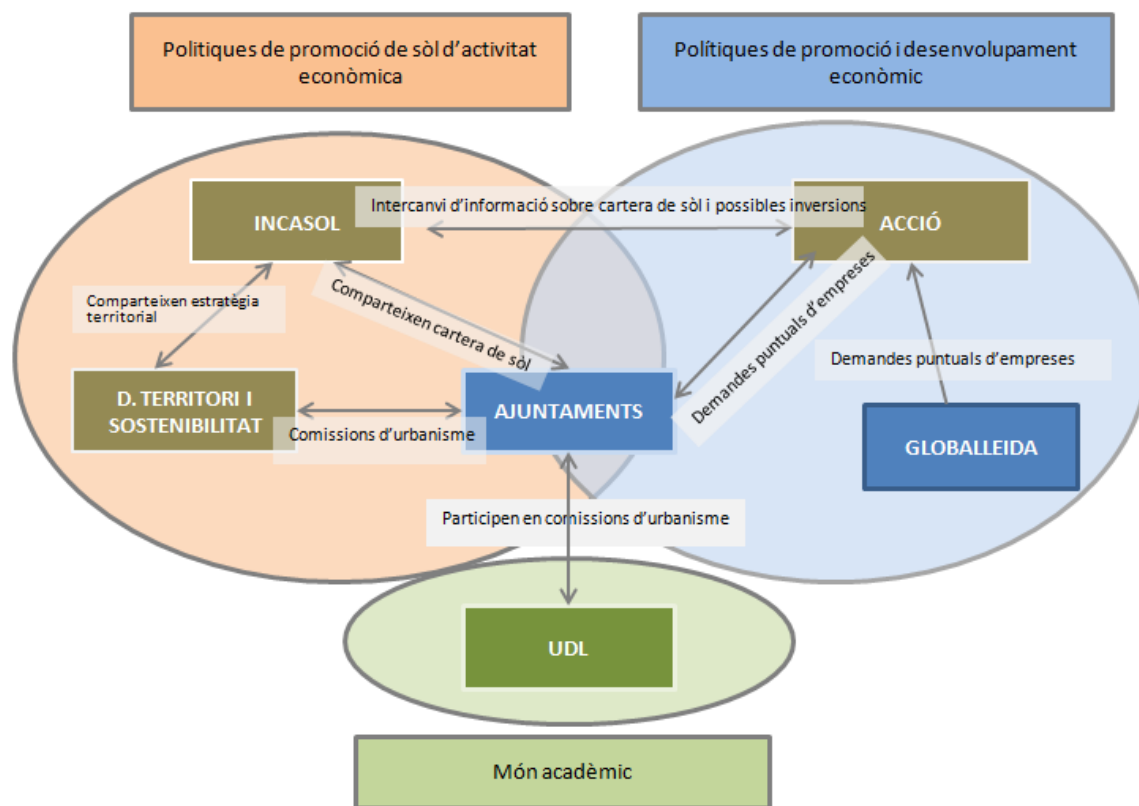 Politiques de promoció de sòl d'activitat
econòmica
Polítiques de promoció i desenvolupament
econòmic
INCASOL
Intercanvi d'informació sobre cartera de sòl i possibles inversions
ACCIÓ
Comparteixen estratègia
territorial
Comparteixen cartera de sòl
Demandes puntuals d'empreses
Demandes puntuals d'empreses
D. TERRITORI I
SOSTENIBILITAT
AJUNTAMENTS
Comissions d'urbanisme
GLOBALLEIDA
Participen en comissions d'urbanisme
UDL
Món acadèmic